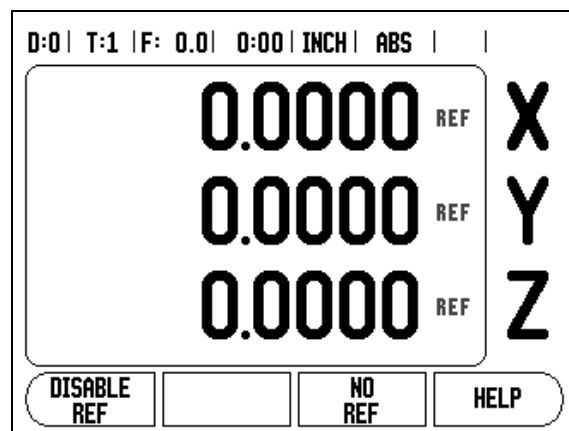 D:0 | T:1 | F: 0.0 | 0:00 | INCH | ABS | |
0.0000 REF X
0.0000 REF Y
0.0000 REF Z
DISABLE REF
NO REF
HELP